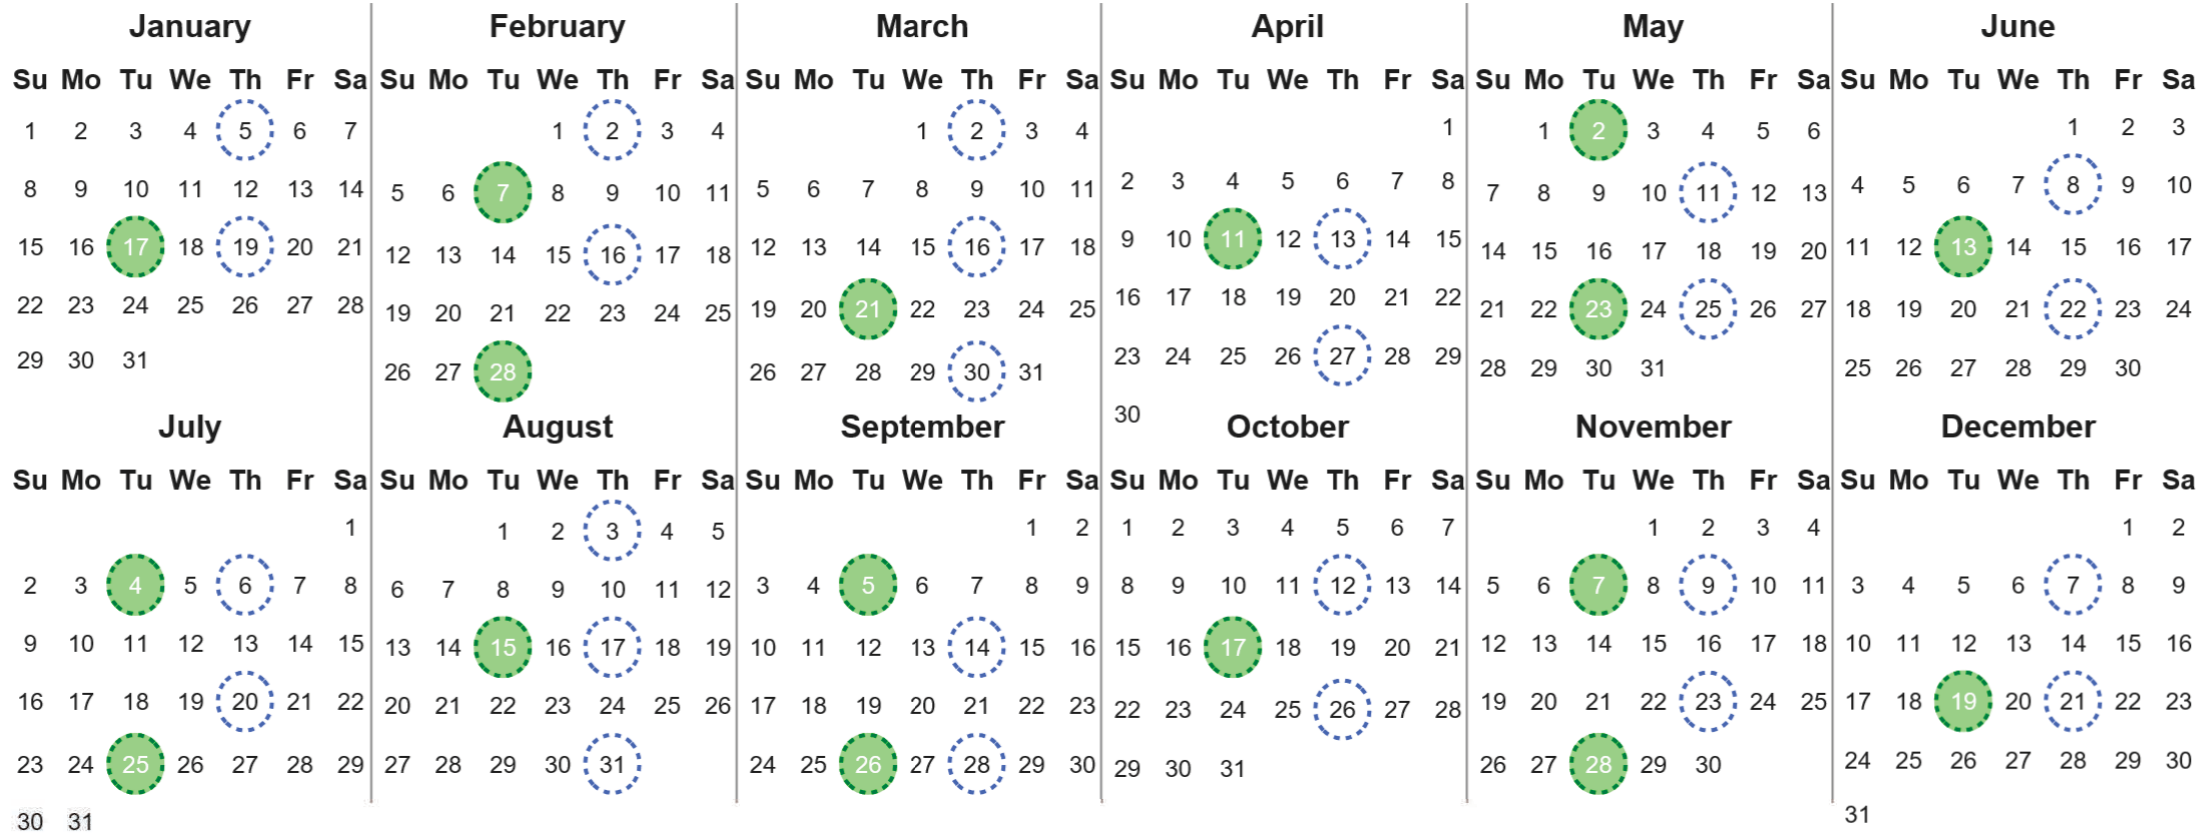 January February March April May June
Su Mo Tu We Th Fr Sa Su Mo Tu We Th Fr Sa Su Mo Tu We Th Fr Sa Su Mo Tu We Th Fr Sa Su Mo Tu We Th Fr Sa Su Mo Tu We Th Fr Sa
1 2 3 4 5 6 7 1 2 3 4 1 2 3 4 1 1 2 3 4 5 6 1 2 3
8 9 10 11 12 13 14 5 6 7 8 9 10 11 5 6 7 8 9 10 11 2 3 4 5 6 7 8 7 8 9 10 11 12 13 4 5 6 7 8 9 10
15 16 17 18 19 20 21 12 13 14 15 16 17 18 12 13 14 15 16 17 18 9 10 11 12 13 14 15 14 15 16 17 18 19 20 11 12 13 14 15 16 17
22 23 24 25 26 27 28 19 20 21 22 23 24 25 19 20 21 22 23 24 25 16 17 18 19 20 21 22 21 22 23 24 25 26 27 18 19 20 21 22 23 24
29 30 31 26 27 28 26 27 28 29 30 31 23 24 25 26 27 28 29 28 29 30 31 25 26 27 28 29 30
30
July August September October November December
Su Mo Tu We Th Fr Sa Su Mo Tu We Th Fr Sa Su Mo Tu We Th Fr Sa Su Mo Tu We Th Fr Sa Su Mo Tu We Th Fr Sa Su Mo Tu We Th Fr Sa
1 1 2 3 4 5 1 2 1 2 3 4 5 6 7 1 2 3 4 1 2
2 3 4 5 6 7 8 6 7 8 9 10 11 12 3 4 5 6 7 8 9 8 9 10 11 12 13 14 5 6 7 8 9 10 11 3 4 5 6 7 8 9
9 10 11 12 13 14 15 13 14 15 16 17 18 19 10 11 12 13 14 15 16 15 16 17 18 19 20 21 12 13 14 15 16 17 18 10 11 12 13 14 15 16
16 17 18 19 20 21 22 20 21 22 23 24 25 26 17 18 19 20 21 22 23 22 23 24 25 26 27 28 19 20 21 22 23 24 25 17 18 19 20 21 22 23
23 24 25 26 27 28 29 27 28 29 30 31 24 25 26 27 28 29 30 29 30 31 26 27 28 29 30 24 25 26 27 28 29 30
30 31 31